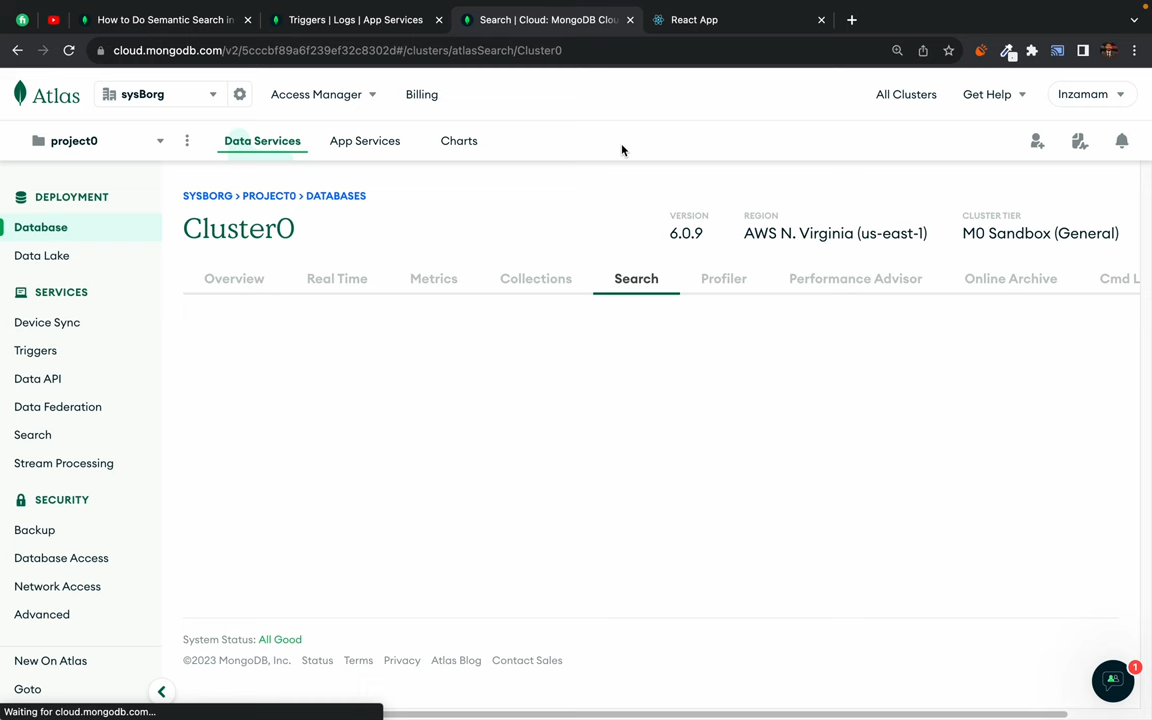 How to Do Semantic Search in
Triggers | Logs | App Services
Search | Cloud: MongoDB Clou
React App
cloud.mongodb.com/v2/5cccbf89a6f239ef32c8302d#/clusters/atlasSearch/Cluster0
Atlas
sysBorg
Access Manager
Billing
All Clusters
Get Help
Inzamam
project0
Data Services
App Services
Charts
DEPLOYMENT
Database
Data Lake
SERVICES
Device Sync
Triggers
Data API
Data Federation
Search
Stream Processing
SECURITY
Backup
Database Access
Network Access
Advanced
New On Atlas
Goto
SYSBORG > PROJECT0 > DATABASES
Cluster0
VERSION
6.0.9
REGION
AWS N. Virginia (us-east-1)
CLUSTER TIER
M0 Sandbox (General)
Overview
Real Time
Metrics
Collections
Search
Profiler
Performance Advisor
Online Archive
Cmd L
System Status: All Good
©2023 MongoDB, Inc. Status Terms Privacy Atlas Blog Contact Sales
1
Waiting for cloud.mongodb.com...